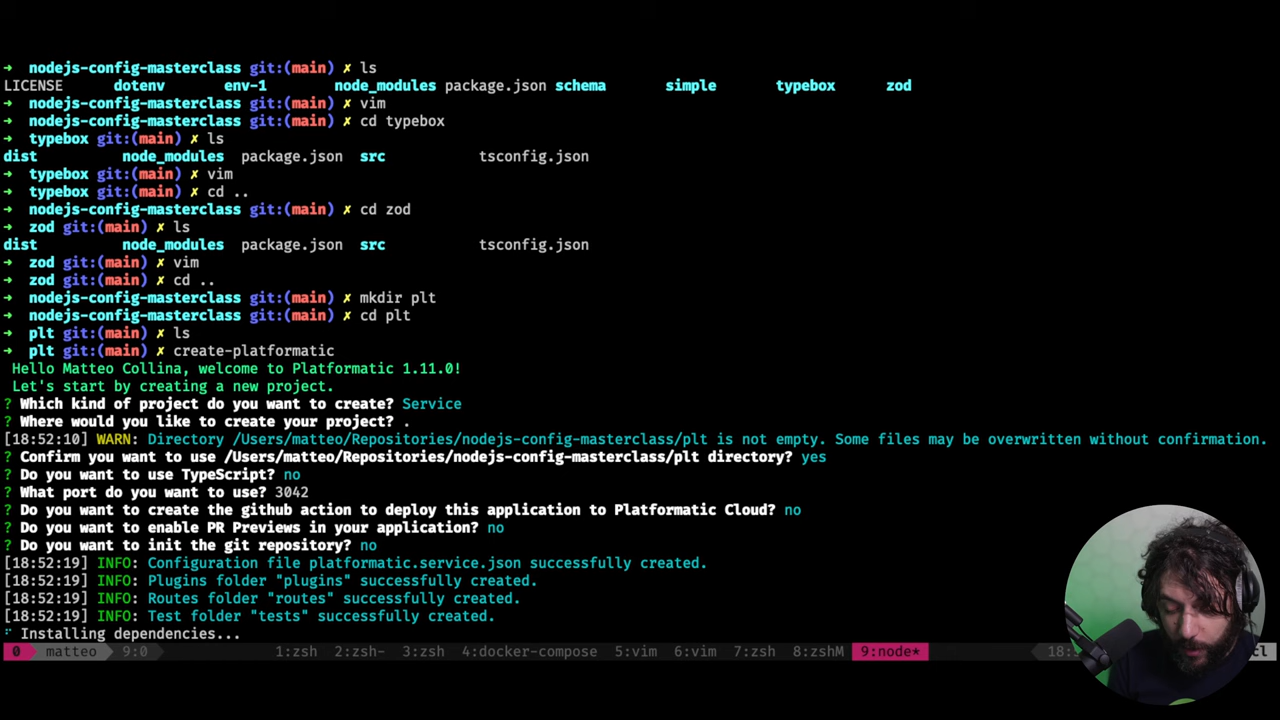 ➜ nodejs-config-masterclass git:(main) ✗ ls
LICENSE dotenv env-1 node_modules package.json schema simple typebox zod
➜ nodejs-config-masterclass git:(main) ✗ vim
➜ nodejs-config-masterclass git:(main) ✗ cd typebox
➜ typebox git:(main) ✗ ls
dist node_modules package.json src tsconfig.json
➜ typebox git:(main) ✗ vim
➜ typebox git:(main) ✗ cd ..
➜ nodejs-config-masterclass git:(main) ✗ cd zod
➜ zod git:(main) ✗ ls
dist node_modules package.json src tsconfig.json
➜ zod git:(main) ✗ vim
➜ zod git:(main) ✗ cd ..
➜ nodejs-config-masterclass git:(main) ✗ mkdir plt
➜ nodejs-config-masterclass git:(main) ✗ cd plt
➜ plt git:(main) ✗ ls
➜ plt git:(main) ✗ create-platformatic
Hello Matteo Collina, welcome to Platformatic 1.11.0!
Let's start by creating a new project.
? Which kind of project do you want to create? Service
? Where would you like to create your project? .
[18:52:10] WARN: Directory /Users/matteo/Repositories/nodejs-config-masterclass/plt is not empty. Some files may be overwritten without confirmation.
? Confirm you want to use /Users/matteo/Repositories/nodejs-config-masterclass/plt directory? yes
? Do you want to use TypeScript? no
? What port do you want to use? 3042
? Do you want to create the github action to deploy this application to Platformatic Cloud? no
? Do you want to enable PR Previews in your application? no
? Do you want to init the git repository? no
[18:52:19] INFO: Configuration file platformatic.service.json successfully created.
[18:52:19] INFO: Plugins folder "plugins" successfully created.
[18:52:19] INFO: Routes folder "routes" successfully created.
[18:52:19] INFO: Test folder "tests" successfully created.
Installing dependencies...
0 matteo 9:0 1:zsh 2:zsh- 3:zsh 4:docker-compose 5:vim 6:vim 7:zsh 8:zshM 9:node*